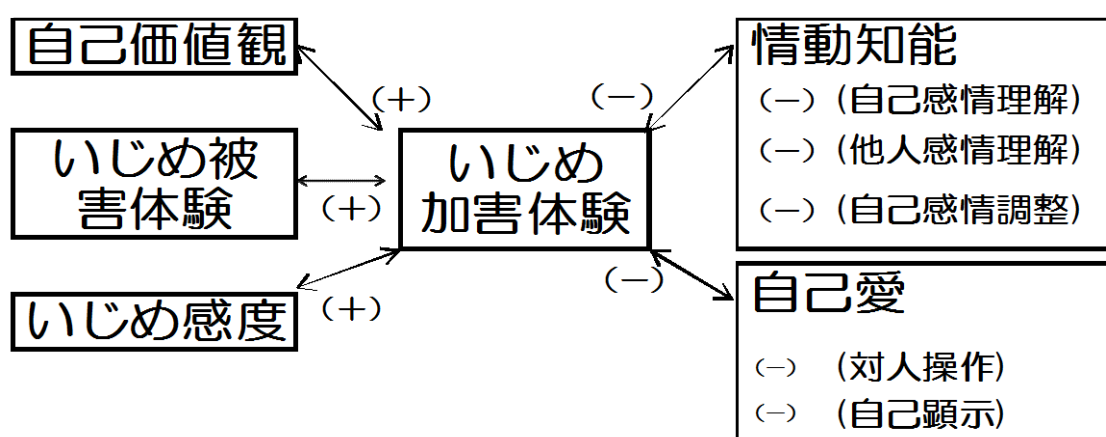 自己価値観
(+)
いじめ被
害体験
(+)
いじめ感度
(+)
いじめ
加害体験
(−)
情動知能
(−) (自己感情理解)
(−) (他人感情理解)
(−) (自己感情調整)
(−)
自己愛
(−) (対人操作)
(−) (自己顕示)